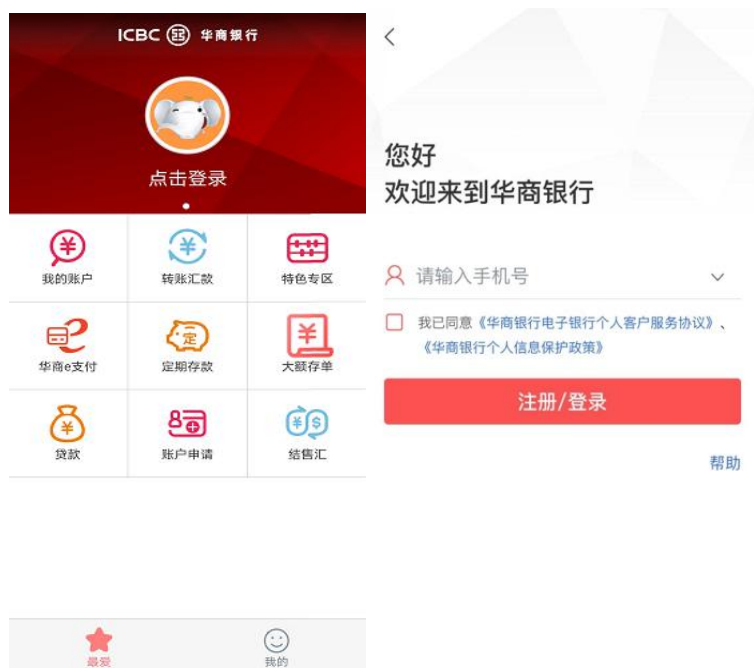 ICBC 华商银行
点击登录
我的账户
转账汇款
特色专区
华商e支付
定期存款
大额存单
贷款
账户申请
结售汇
最爱
我的
您好
欢迎来到华商银行
请输入手机号
我已同意《华商银行电子银行个人客户服务协议》、
《华商银行个人信息保护政策》
注册/登录
帮助